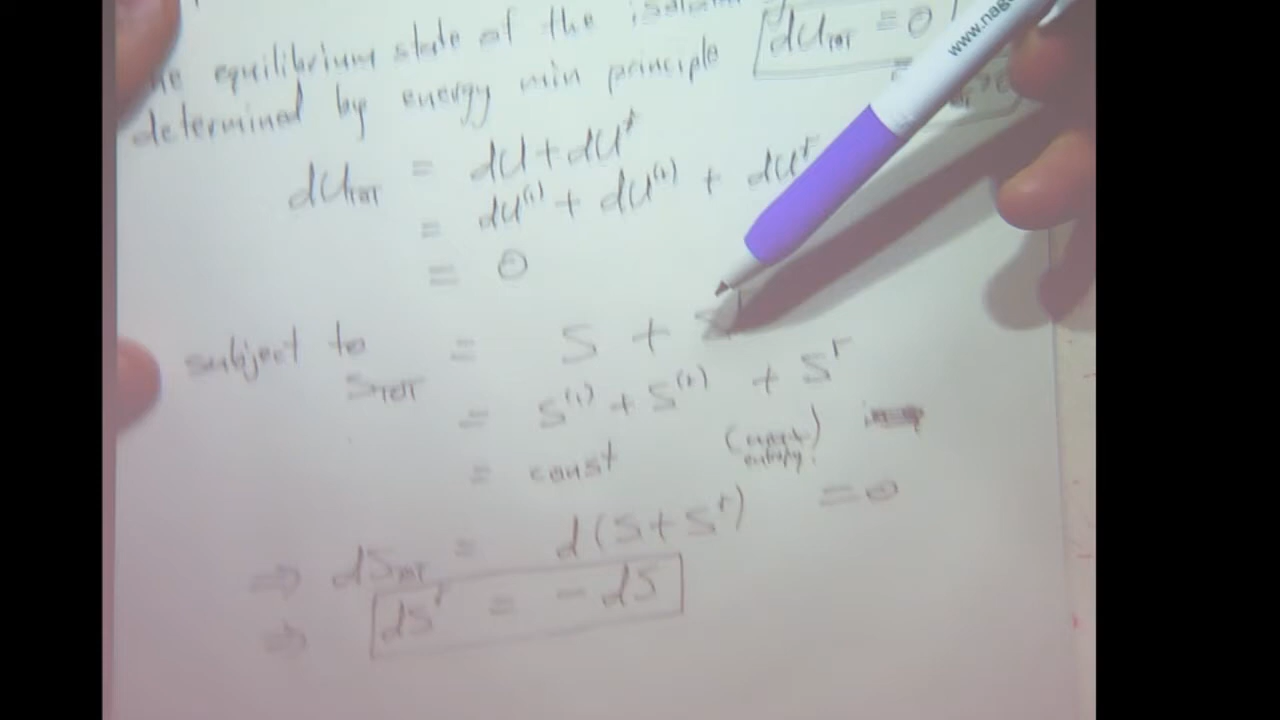 equilibrium state of the
determined by energy min principle dU_TOT = 0
dU_TOT = dU + dU^r
= dU^(1) + dU^(2) + dU^r
= 0
subject to S_TOT = S + S^r
= S^(1) + S^(2) + S^r
= const
entropy
⇒ dS_TOT = d(S+S^r) = 0
⇒ dS^r = -dS
www.nag